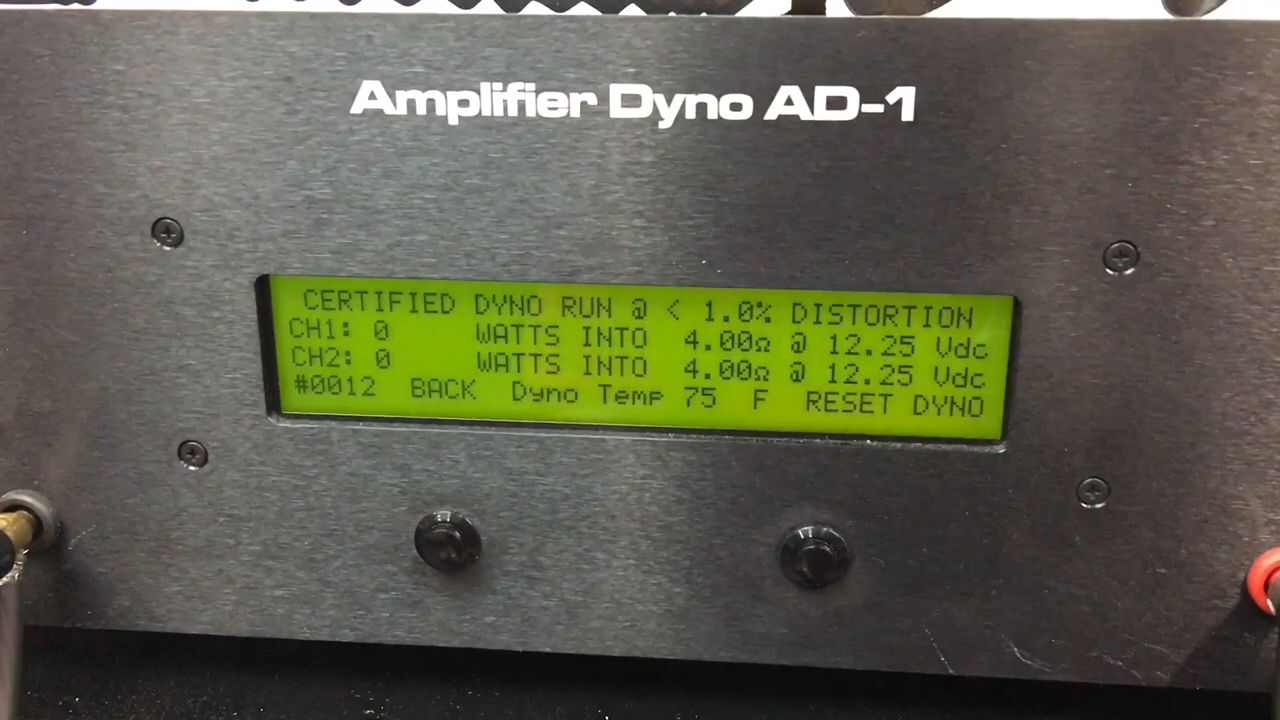 Amplifier Dyno AD-1
CERTIFIED DYNO RUN @ < 1.0% DISTORTION
CH1: 0 WATTS INTO 4.00Ω @ 12.25 Vdc
CH2: 0 WATTS INTO 4.00Ω @ 12.25 Vdc
#0012 BACK Dyno Temp 75 F RESET DYNO